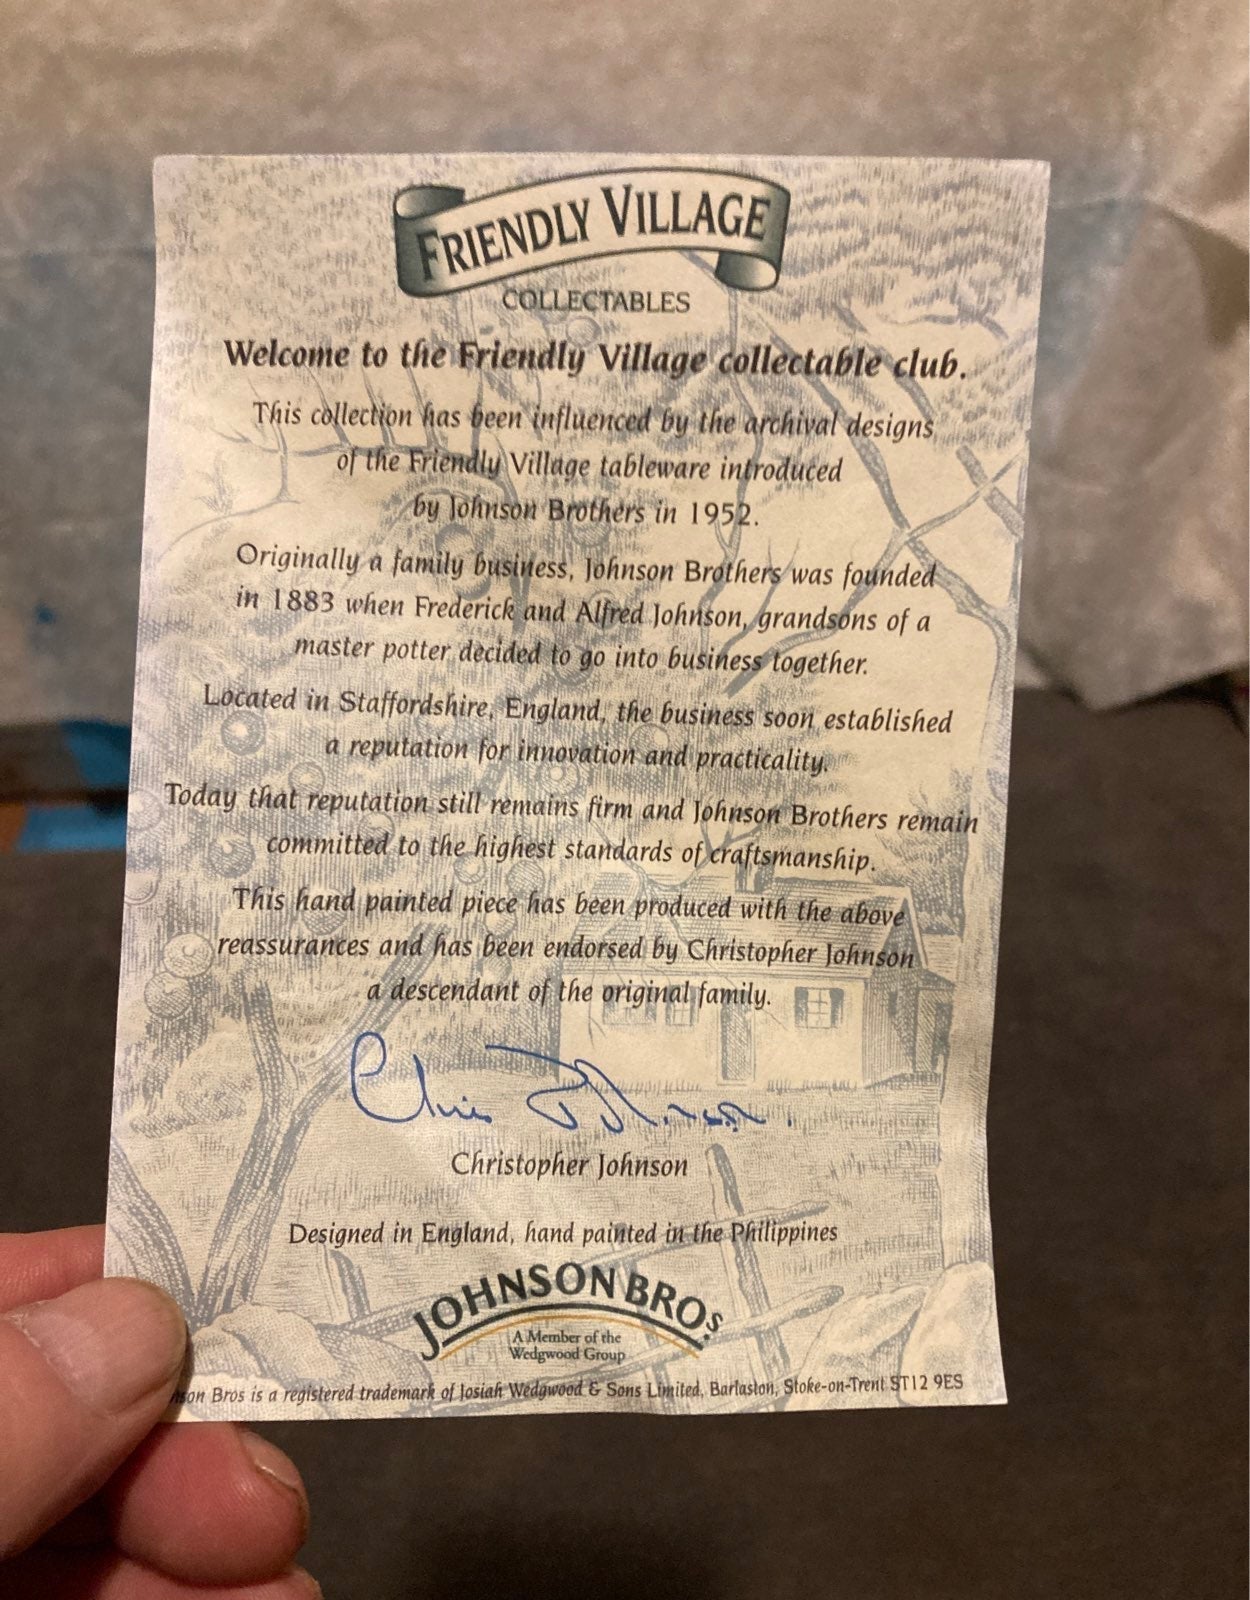 FRIENDLY VILLAGE
COLLECTABLES
Welcome to the Friendly Village collectable club.
This collection has been influenced by the archival designs
of the Friendly Village tableware introduced
by Johnson Brothers in 1952.
Originally a family business, Johnson Brothers was founded
in 1883 when Frederick and Alfred Johnson, grandsons of a
master potter decided to go into business together.
Located in Staffordshire, England, the business soon established
a reputation for innovation and practicality.
Today that reputation still remains firm and Johnson Brothers remain
committed to the highest standards of craftsmanship.
This hand painted piece has been produced with the above
reassurances and has been endorsed by Christopher Johnson
a descendant of the original family.
Chris Johnson.
Christopher Johnson
Designed in England, hand painted in the Philippines
JOHNSON BROS.
A Member of the
Wedgwood Group
Bros is a registered trademark of Josiah Wedgwood & Sons Limited, Barlaston, Stoke-on-Trent ST12 9ES